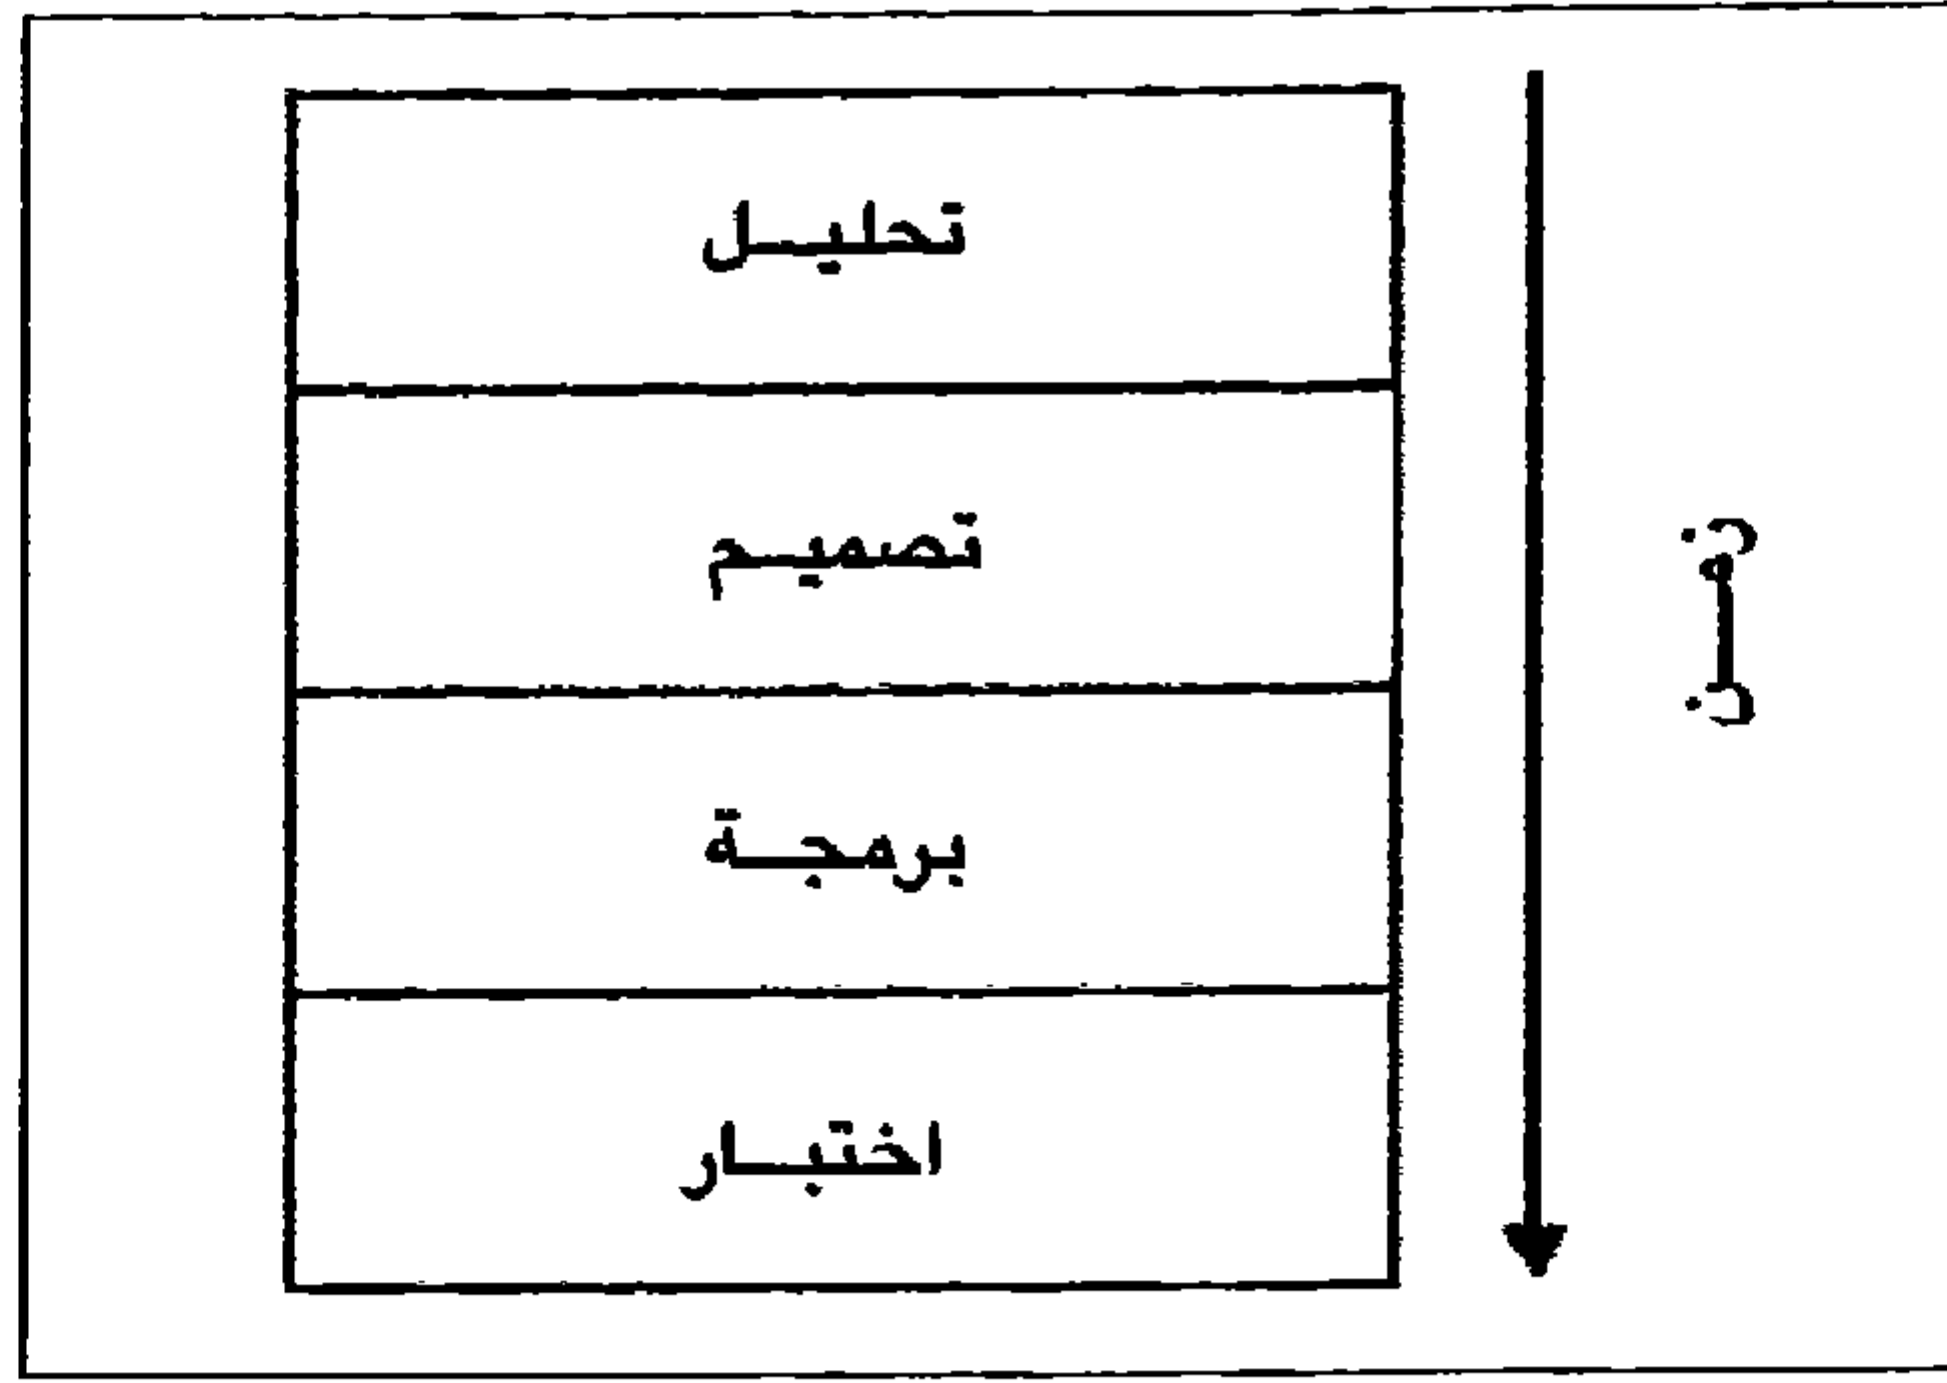 تحليل
تصميم
برمجة
اختبار
زمن